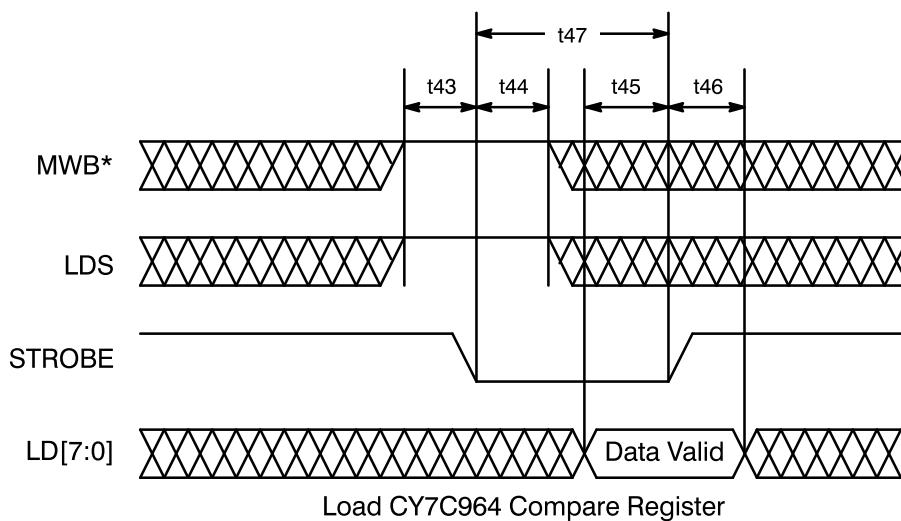 t47
t43 t44 t45 t46
MWB*
LDS
STROBE
LD[7:0] Data Valid
Load CY7C964 Compare Register